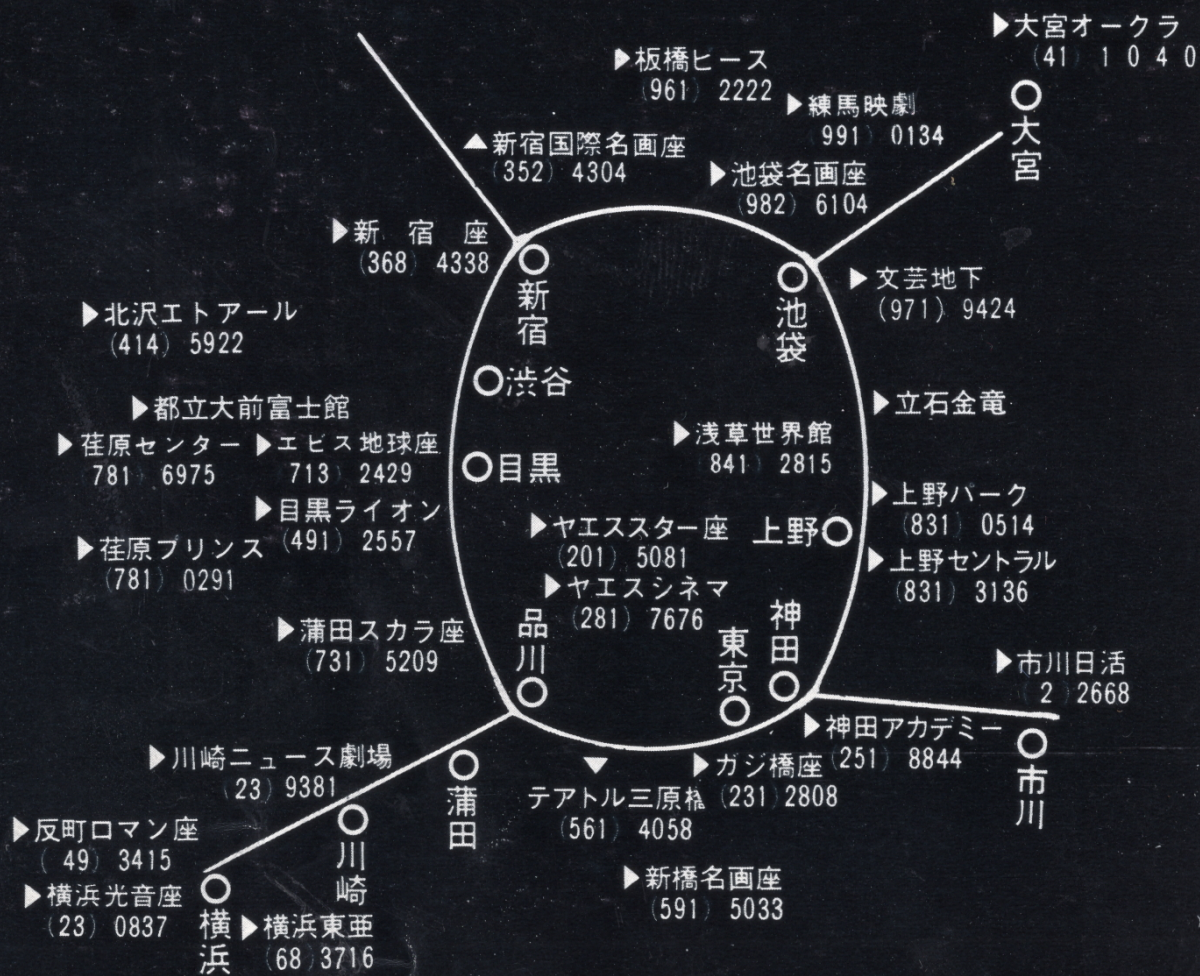 ▶大宮オークラ
(41) 1040
大宮
▶板橋ピース
(961) 2222
▶練馬映劇
(991) 0134
▲新宿国際名画座
(352) 4304
▶池袋名画座
(982) 6104
▶新宿座
(368) 4338
新宿
池袋
▶文芸地下
(971) 9424
▶北沢エトアール
(414) 5922
渋谷
▶都立大前富士館
▶立石金竜
▶荏原センター
781) 6975
▶エビス地球座
713) 2429
目黒
▶浅草世界館
841) 2815
▶目黒ライオン
(491) 2557
▶荏原プリンス
(781) 0291
▶ヤエススター座
(201) 5081
▶ヤエスシネマ
(281) 7676
上野
▶上野パーク
(831) 0514
▶上野セントラル
(831) 3136
▶蒲田スカラ座
(731) 5209
品川
東京
神田
▶市川日活
(2) 2668
市川
▶神田アカデミー
(251) 8844
▶ガジ橋座
(231) 2808
▼
テアトル三原橋
(561) 4058
▶川崎ニュース劇場
(23) 9381
蒲田
川崎
▶反町ロマン座
(49) 3415
▶横浜光音座
(23) 0837
横浜
▶横浜東亜
(68) 3716
▶新橋名画座
(591) 5033